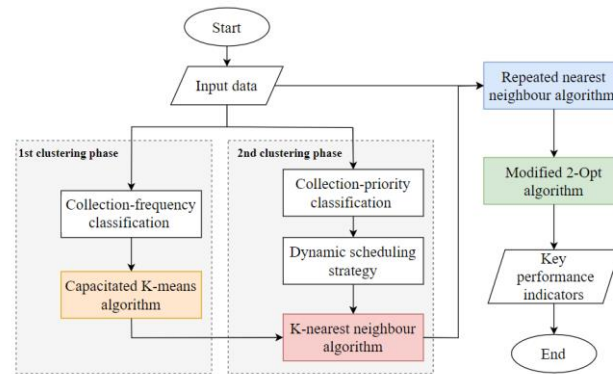 Start
Input data
1st clustering phase
Collection-frequency
classification
Capacitated K-means
algorithm
2nd clustering phase
Collection-priority
classification
Dynamic scheduling
strategy
K-nearest neighbour
algorithm
Repeated nearest
neighbour algorithm
Modified 2-Opt
algorithm
Key
performance
indicators
End